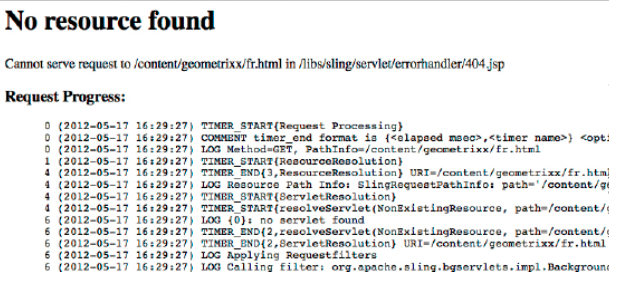 No resource found
Cannot serve request to /content/geometrixx/fr.html in /libs/sling/servlet/errorhandler/404.jsp
Request Progress:
0 (2012-05-17 16:29:27) TIMER_START{Request Processing}
0 (2012-05-17 16:29:27) COMMENT timer_end format is {<elapsed msec>,<timer name>} <opti
0 (2012-05-17 16:29:27) LOG Method=GET, PathInfo=/content/geometrixx/fr.html
1 (2012-05-17 16:29:27) TIMER_START{ResourceResolution}
4 (2012-05-17 16:29:27) TIMER_END{3,ResourceResolution} URI=/content/geometrixx/fr.html
4 (2012-05-17 16:29:27) LOG Resource Path Info: SlingRequestPathInfo: path='/content/ge
4 (2012-05-17 16:29:27) TIMER_START{ServletResolution}
4 (2012-05-17 16:29:27) TIMER_START{resolveServlet(NonExistingResource, path=/content/g
6 (2012-05-17 16:29:27) LOG {0}: no servlet found
6 (2012-05-17 16:29:27) TIMER_END{2,resolveServlet(NonExistingResource, path=/content/g
6 (2012-05-17 16:29:27) TIMER_END{2,ServletResolution} URI=/content/geometrixx/fr.html
6 (2012-05-17 16:29:27) LOG Applying Requestfilters
6 (2012-05-17 16:29:27) LOG Calling filter: org.apache.sling.bgservlets.impl.Background